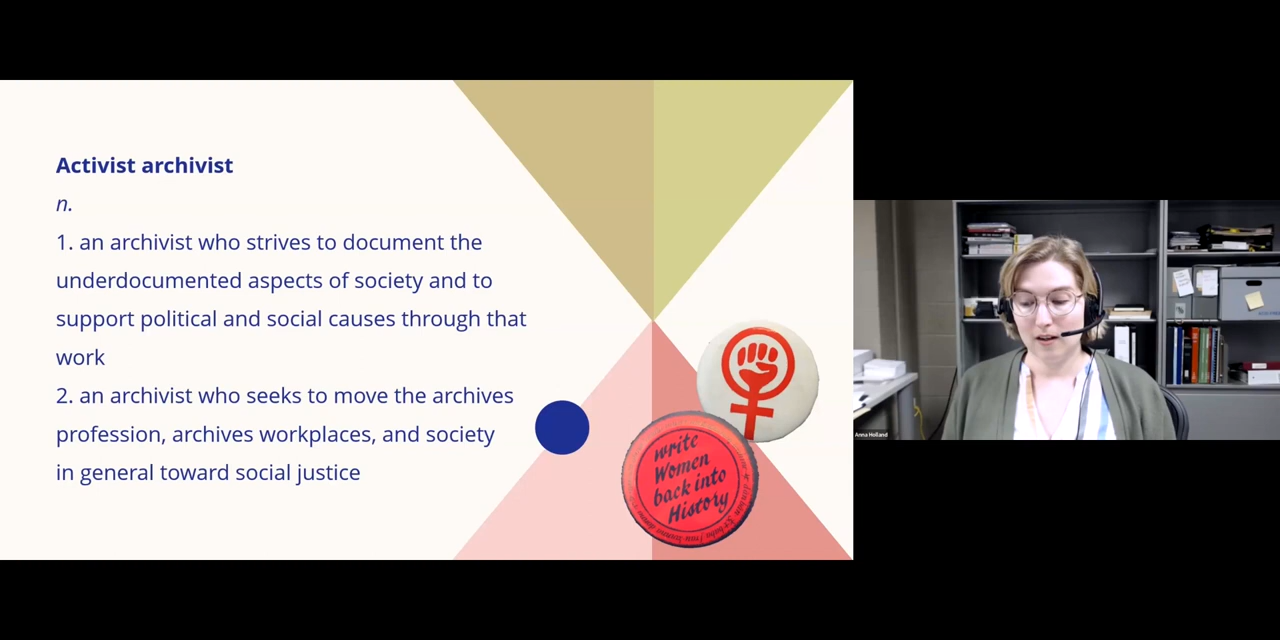 Activist archivist
n.
1. an archivist who strives to document the
underdocumented aspects of society and to
support political and social causes through that
work
2. an archivist who seeks to move the archives
profession, archives workplaces, and society
in general toward social justice
write
Women
back into
History
Anna Holland